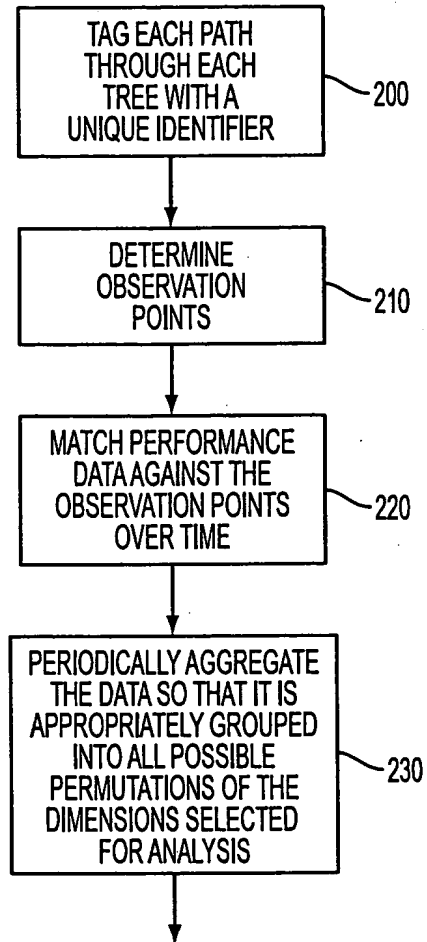 TAG EACH PATH
THROUGH EACH
TREE WITH A
UNIQUE IDENTIFIER
200
DETERMINE
OBSERVATION
POINTS
210
MATCH PERFORMANCE
DATA AGAINST THE
OBSERVATION POINTS
OVER TIME
220
PERIODICALLY AGGREGATE
THE DATA SO THAT IT IS
APPROPRIATELY GROUPED
INTO ALL POSSIBLE
PERMUTATIONS OF THE
DIMENSIONS SELECTED
FOR ANALYSIS
230